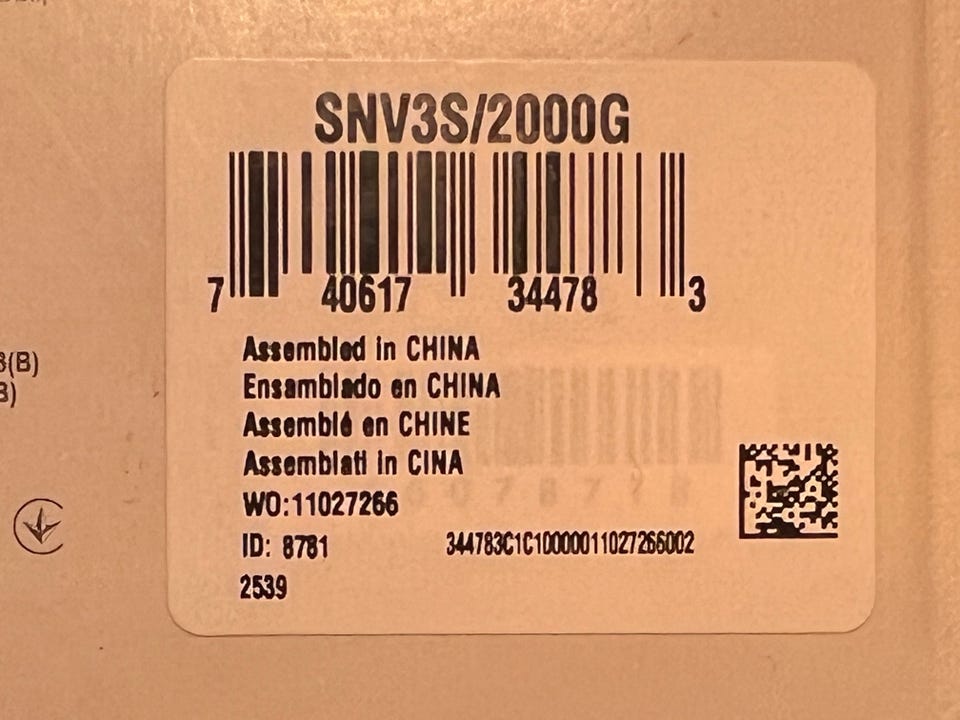 SNV3S/2000G
7 40617 34478 3
Assembled in CHINA
Ensamblado en CHINA
Assemblé en CHINE
Assemblati in CINA
WO:11027266
ID: 8781
344783C1C10000011027266002
2539
(B)